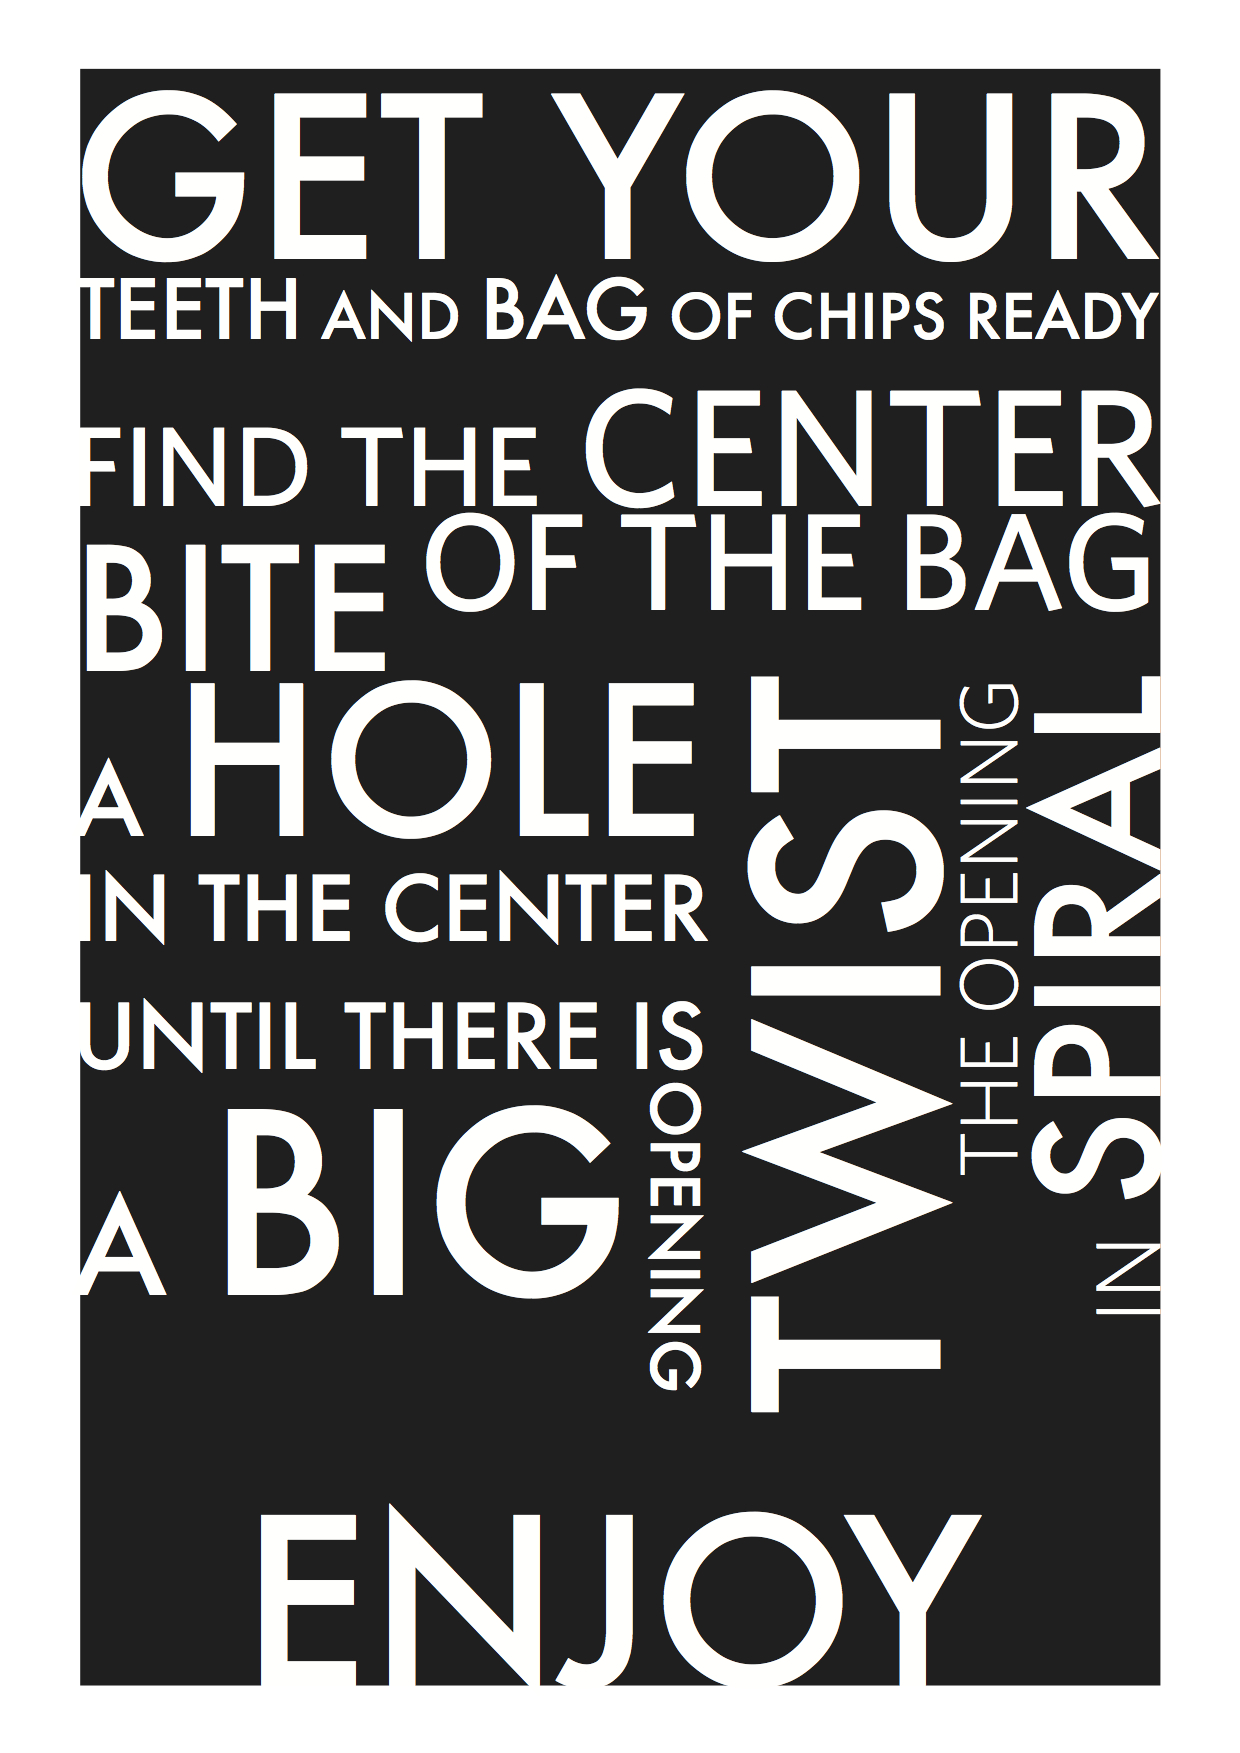 GET YOUR
TEETH AND BAG OF CHIPS READY
FIND THE CENTER
OF THE BAG
BITE
A HOLE
IN THE CENTER
UNTIL THERE IS
A BIG
OPENING
TWIST
THE OPENING
IN SPIRAL
ENJOY